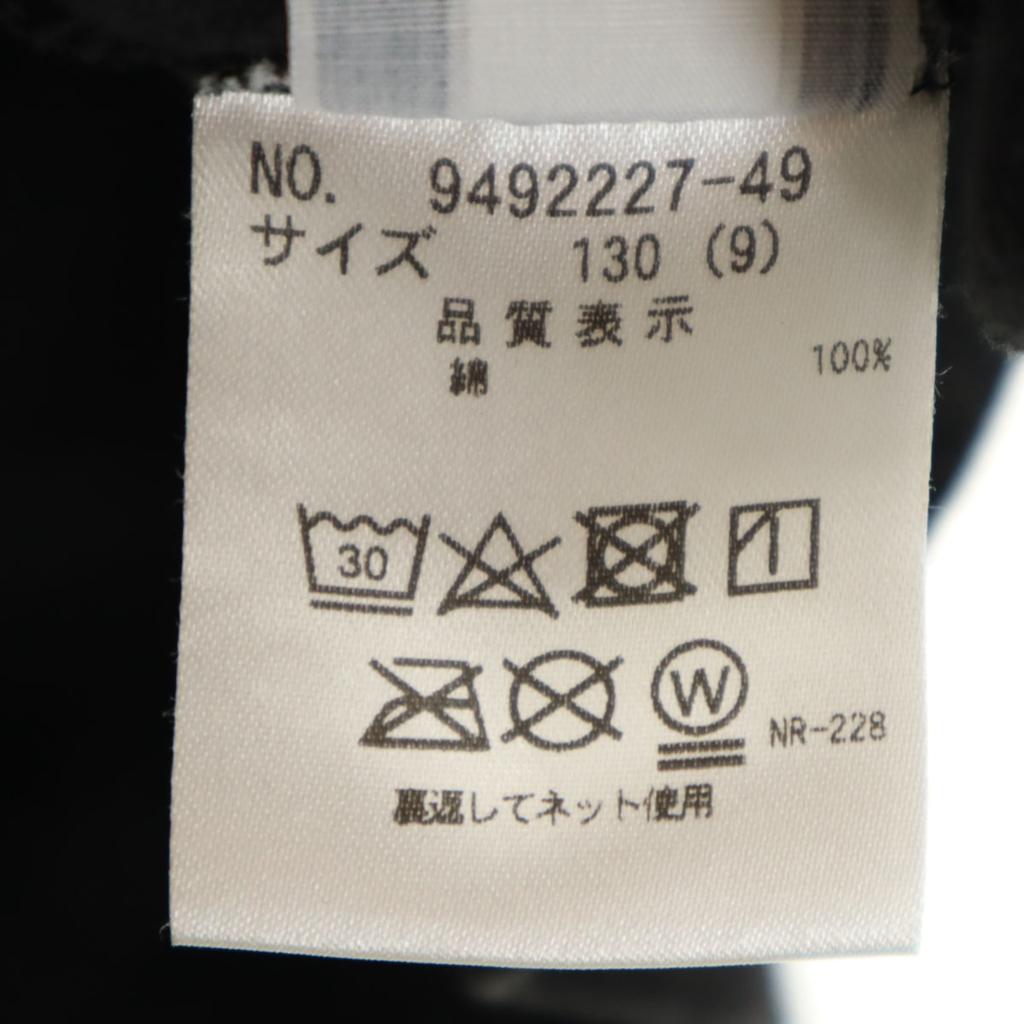 NO. 9492227-49
サイズ 130 (9)
品質表示
綿 100%
30
W NR-228
裏返してネット使用